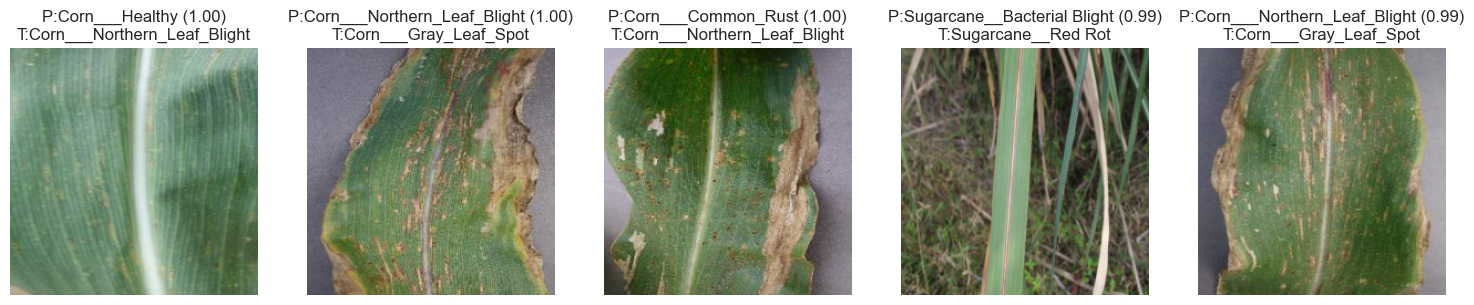 P:Corn___Healthy (1.00)
T:Corn___Northern_Leaf_Blight
P:Corn___Northern_Leaf_Blight (1.00)
T:Corn___Gray_Leaf_Spot
P:Corn___Common_Rust (1.00)
T:Corn___Northern_Leaf_Blight
P:Sugarcane__Bacterial Blight (0.99)
T:Sugarcane__Red Rot
P:Corn___Northern_Leaf_Blight (0.99)
T:Corn___Gray_Leaf_Spot